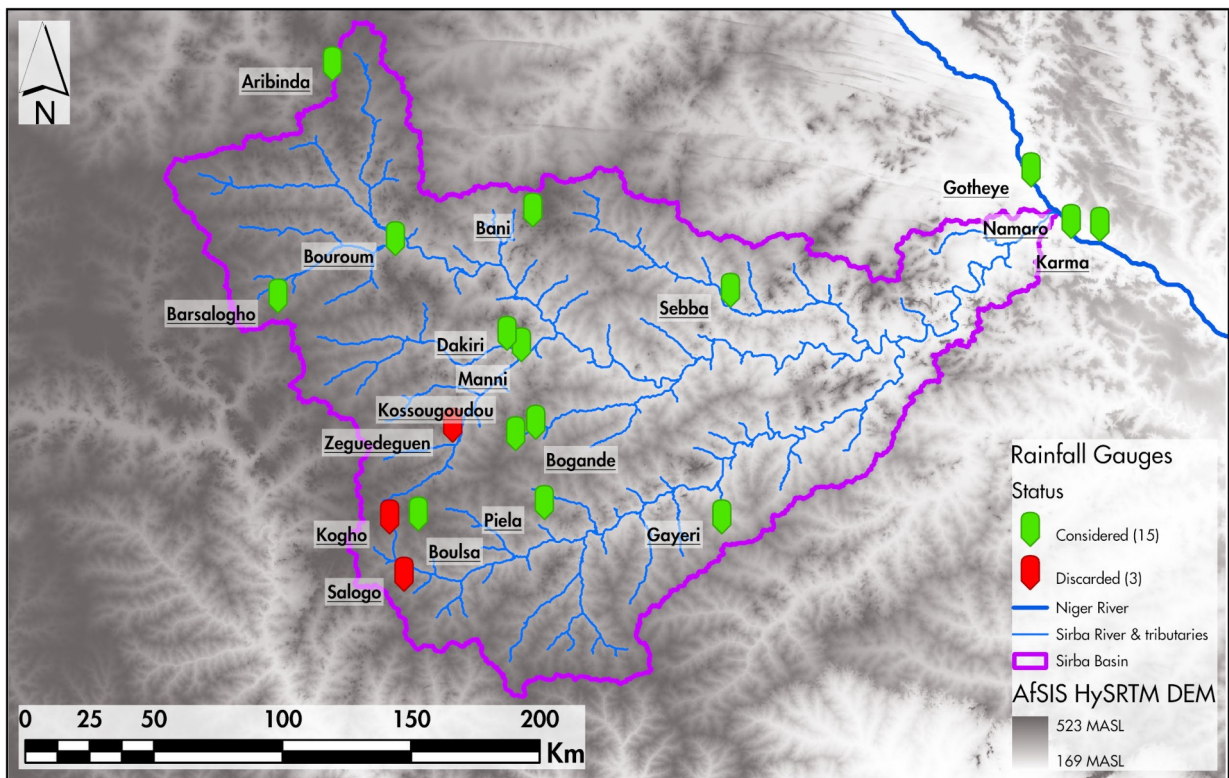 N
Aribinda
Gotheye
Bani
Namaro
Bouroum
Karma
Barsalogho
Sebba
Dakiri
Manni
Kossougoudou
Zeguedeguen
Bogande
Piela
Kogho
Gayeri
Boulsa
Salogo
Rainfall Gauges
Status
Considered (15)
Discarded (3)
Niger River
Sirba River & tributaries
Sirba Basin
AfSIS HySRTM DEM
523 MASL
169 MASL
0 25 50 100 150 200
Km